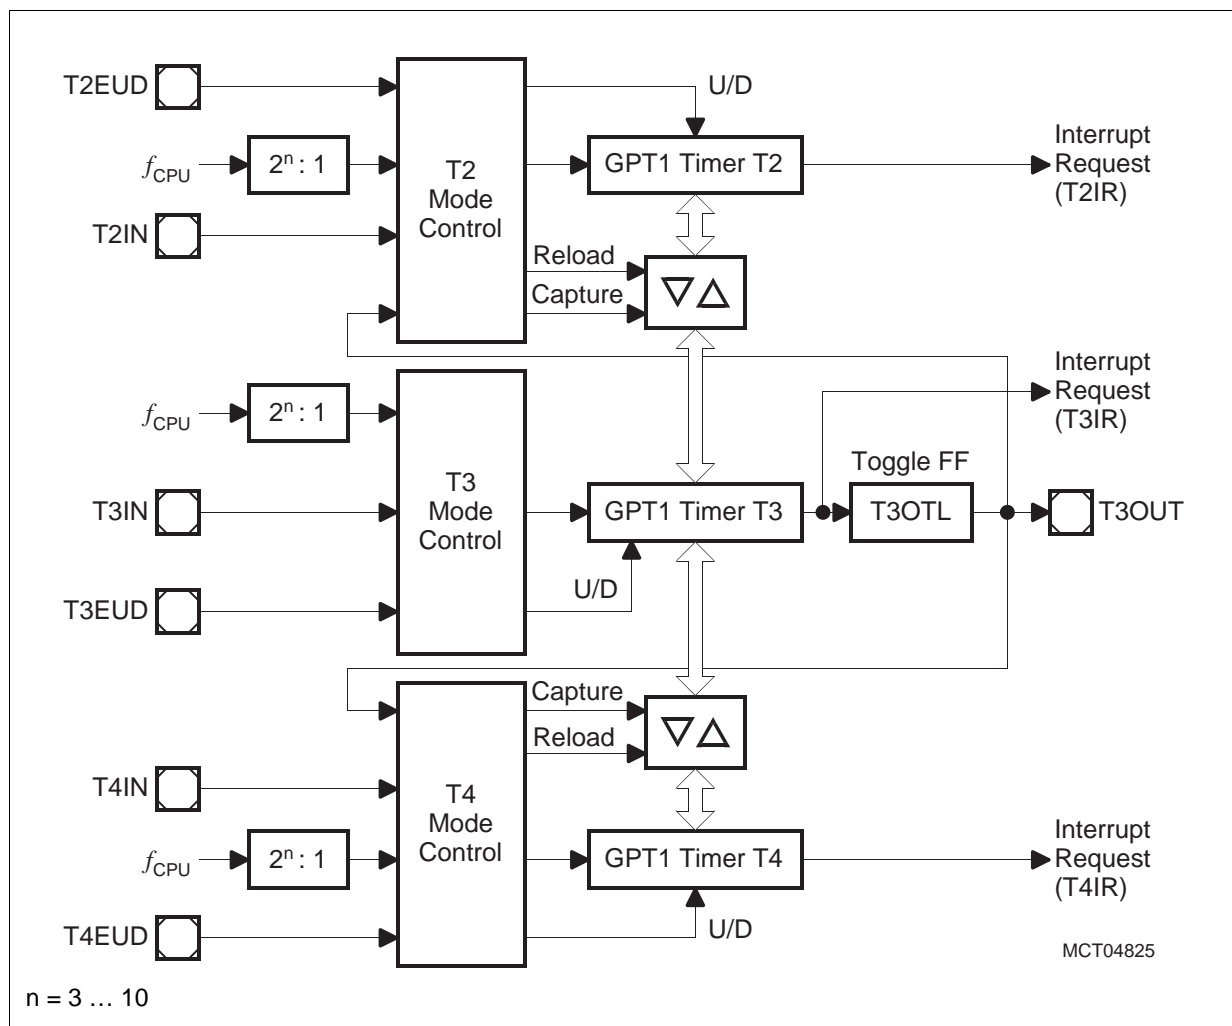 T2EUD
U/D
fCPU
2ⁿ : 1
T2
Mode
Control
GPT1 Timer T2
Interrupt
Request
(T2IR)
T2IN
Reload
Capture
fCPU
2ⁿ : 1
Interrupt
Request
(T3IR)
T3IN
T3
Mode
Control
GPT1 Timer T3
Toggle FF
T3OTL
T3OUT
U/D
T3EUD
Capture
Reload
T4IN
T4
Mode
Control
fCPU
2ⁿ : 1
GPT1 Timer T4
Interrupt
Request
(T4IR)
T4EUD
U/D
MCT04825
n = 3 … 10